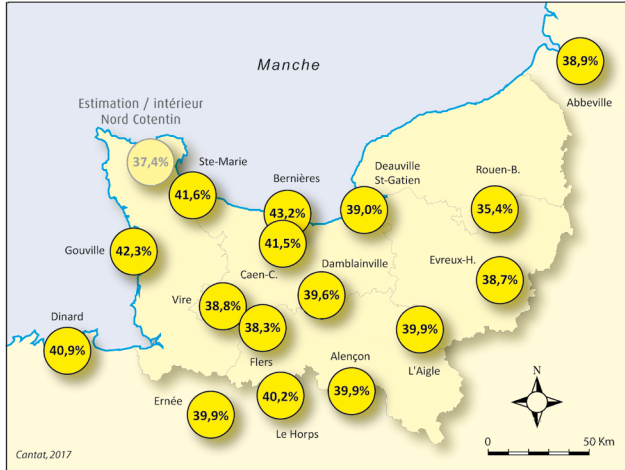 Manche
38,9%
Abbeville
Estimation / intérieur
Nord Cotentin
37,4%
Ste-Marie
41,6%
Bernières
43,2%
Deauville
St-Gatien
39,0%
Rouen-B.
35,4%
Gouville
42,3%
41,5%
Caen-C.
Damblainville
39,6%
Evreux-H.
38,7%
Vire
38,8%
38,3%
Flers
39,9%
L'Aigle
Dinard
40,9%
Alençon
39,9%
Ernée
39,9%
40,2%
Le Horps
N
0 50 Km
Cantat, 2017